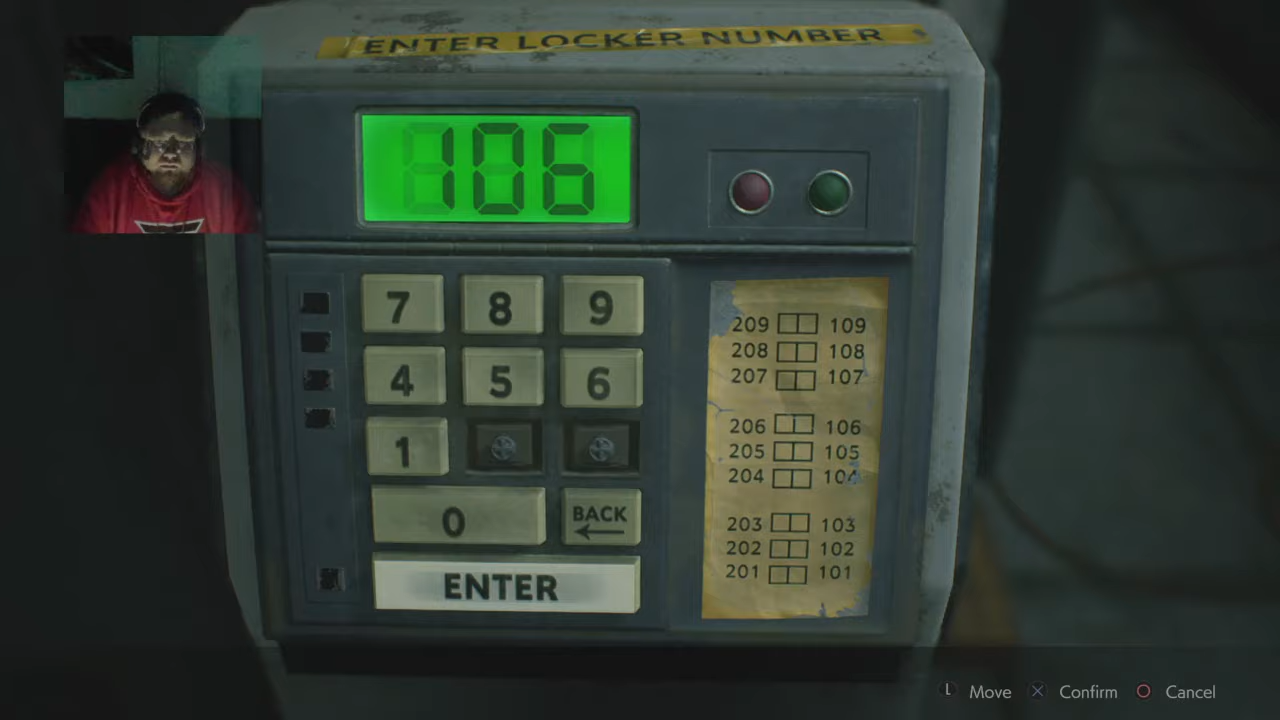 ENTER LOCKER NUMBER
106
7 8 9
4 5 6
1
0 BACK
ENTER
209 109
208 108
207 107
206 106
205 105
204 104
203 103
202 102
201 101
L Move X Confirm O Cancel